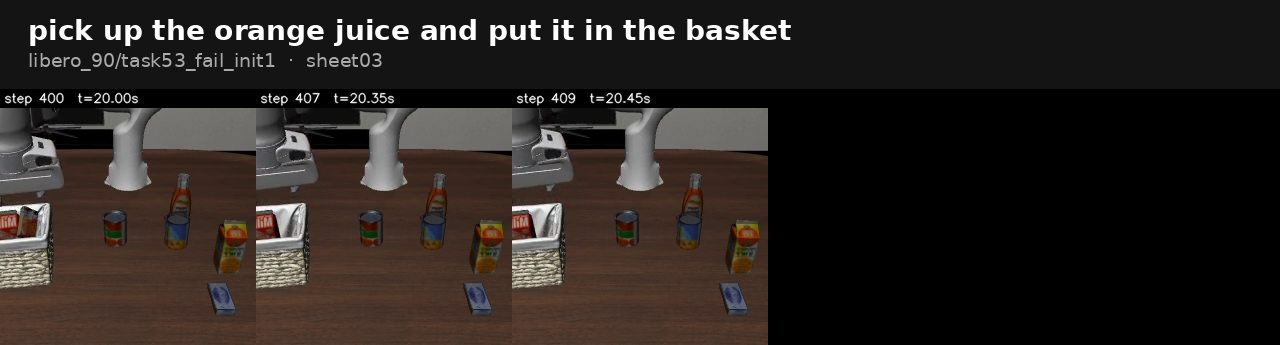 pick up the orange juice and put it in the basket
libero_90/task53_fail_init1 · sheet03
step 400 t=20.00s
step 407 t=20.35s
step 409 t=20.45s